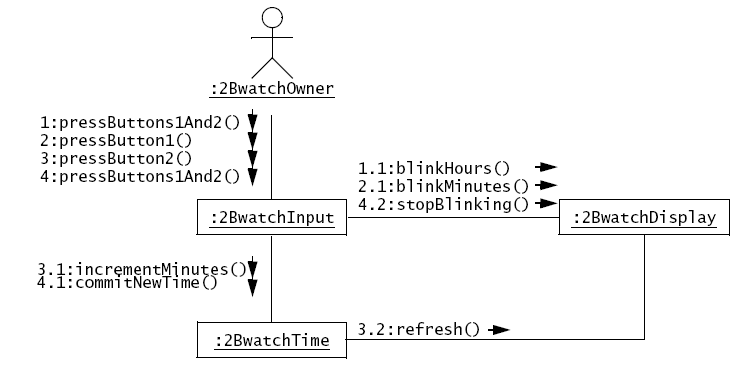 :2BwatchOwner
1:pressButtons1And2()
2:pressButton1()
3:pressButton2()
4:pressButtons1And2()
1.1:blinkHours()
2.1:blinkMinutes()
4.2:stopBlinking()
:2BwatchInput
:2BwatchDisplay
3.1:incrementMinutes()
4.1:commitNewTime()
3.2:refresh()
:2BwatchTime